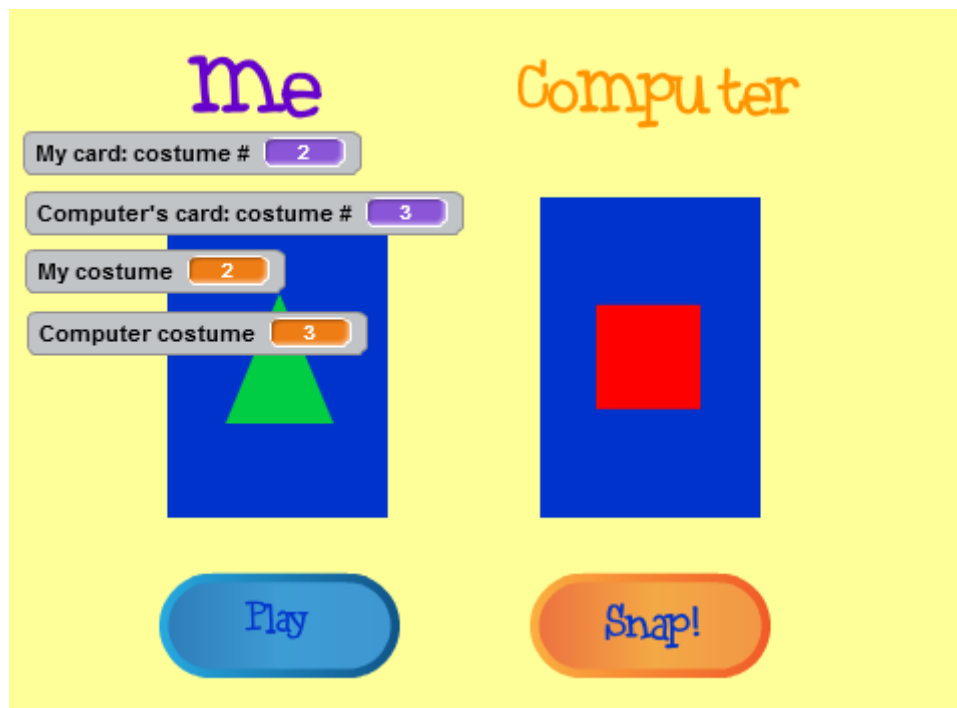 Me
Computer
My card: costume # 2
Computer's card: costume # 3
My costume 2
Computer costume 3
Play
Snap!